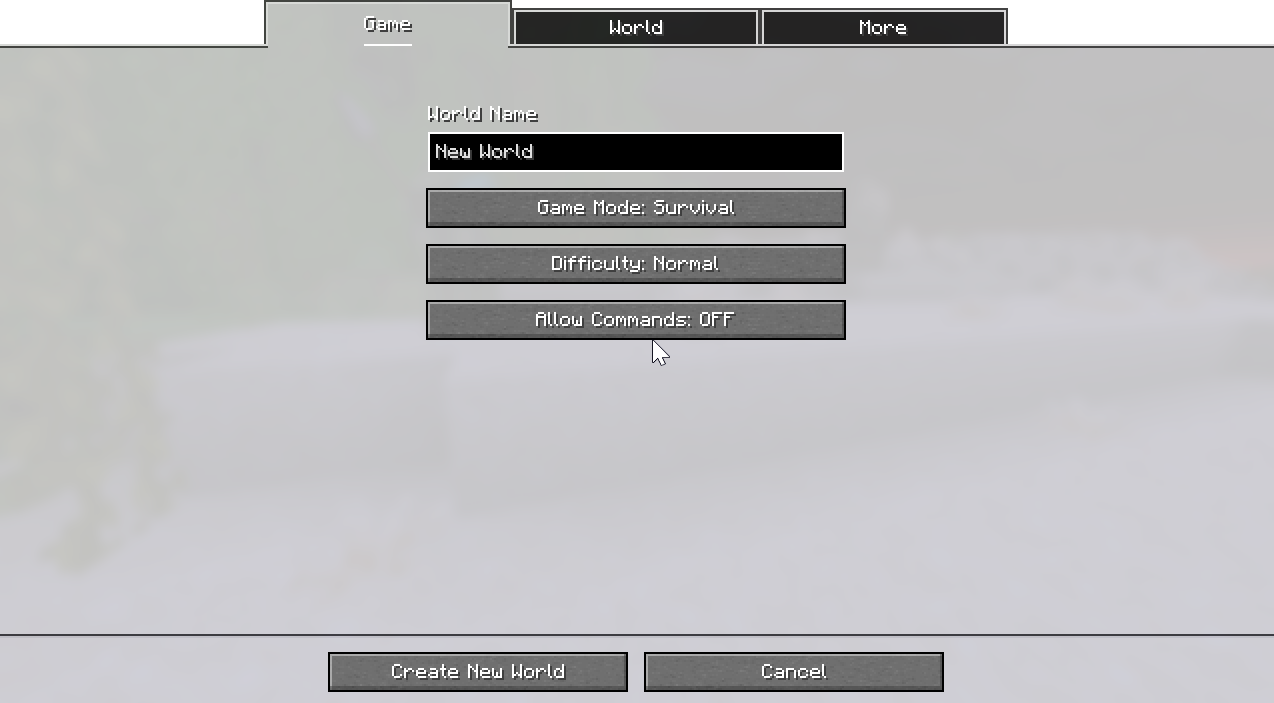 Game
World
More
World Name
New World
Game Mode: Survival
Difficulty: Normal
Allow Commands: OFF
Create New World
Cancel